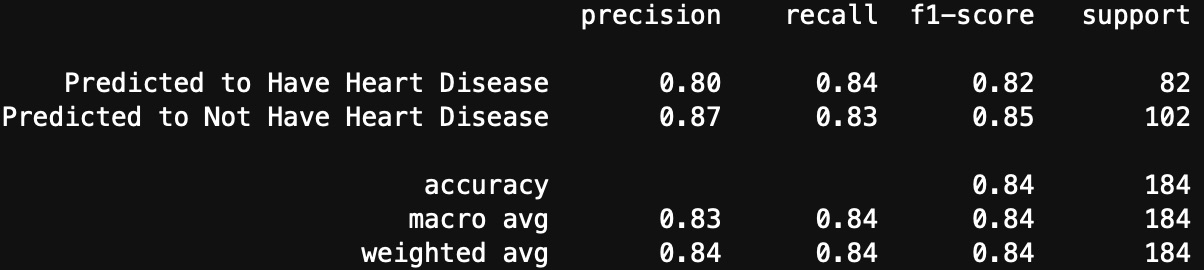 precision recall f1-score support
Predicted to Have Heart Disease 0.80 0.84 0.82 82
Predicted to Not Have Heart Disease 0.87 0.83 0.85 102
accuracy 0.84 184
macro avg 0.83 0.84 0.84 184
weighted avg 0.84 0.84 0.84 184